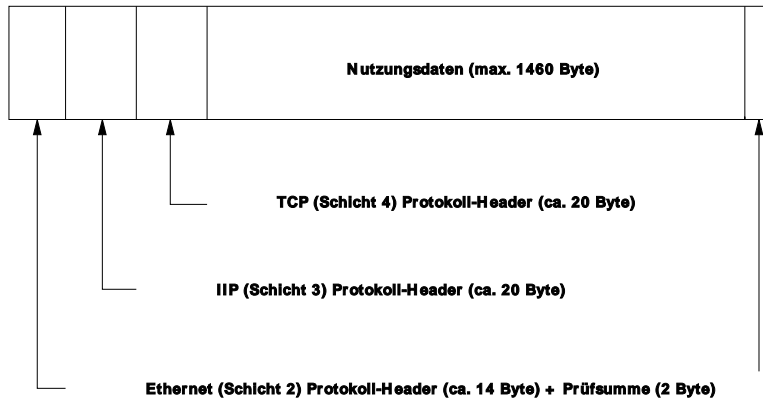 Nutzungsdaten (max. 1460 Byte)
TCP (Schicht 4) Protokoll-Header (ca. 20 Byte)
IIP (Schicht 3) Protokoll-Header (ca. 20 Byte)
Ethernet (Schicht 2) Protokoll-Header (ca. 14 Byte) + Prüfsumme (2 Byte)